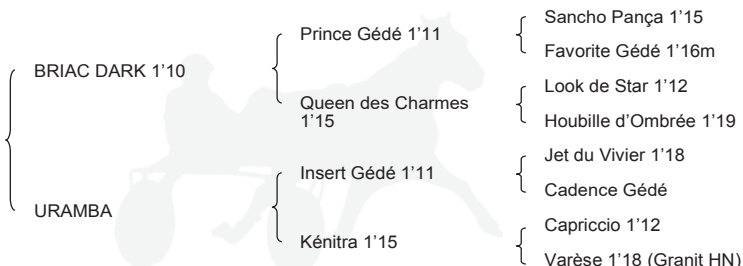 Sancho Pança 1’15
Prince Gédé 1’11
Favorite Gédé 1’16m
BRIAC DARK 1’10
Look de Star 1’12
Queen des Charmes
1’15
Houbille d’Ombrée 1’19
Jet du Vivier 1’18
Insert Gédé 1’11
Cadence Gédé
URAMBA
Capriccio 1’12
Kénitra 1’15
Varèse 1’18 (Granit HN)